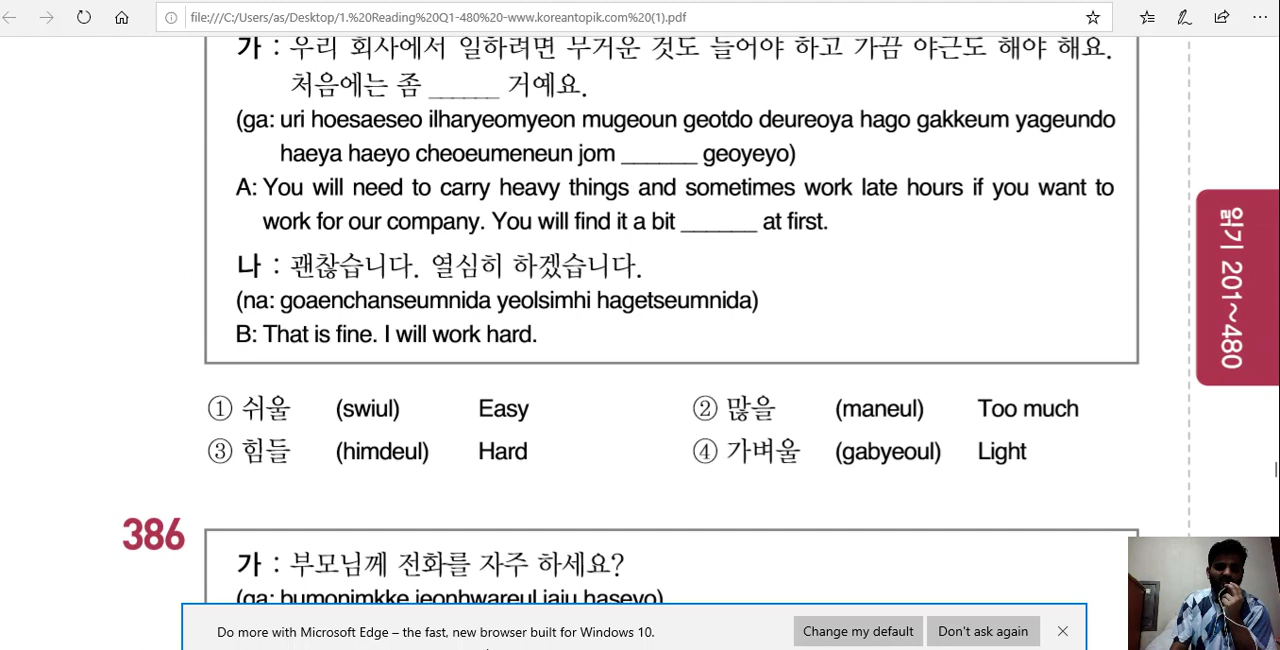 file:///C:/Users/as/Desktop/1.%20Reading%20Q1-480%20-www.koreantopik.com%20(1).pdf
가 : 우리 회사에서 일하려면 무거운 것도 들어야 하고 가끔 야근도 해야 해요.
처음에는 좀 ______ 거예요.
(ga: uri hoesaeseo ilharyeomyeon mugeoun geotdo deureoya hago gakkeum yageundo
haeya haeyo cheoeumeneun jom ______ geoyeyo)
A: You will need to carry heavy things and sometimes work late hours if you want to
work for our company. You will find it a bit ______ at first.
나 : 괜찮습니다. 열심히 하겠습니다.
(na: goaenchanseumnida yeolsimhi hagetseumnida)
B: That is fine. I will work hard.
읽기 201~480
① 쉬울 (swiul) Easy ② 많을 (maneul) Too much
③ 힘들 (himdeul) Hard ④ 가벼울 (gabyeoul) Light
386
가 : 부모님께 전화를 자주 하세요?
(ga: bumonimkke jeonhwareul jaju haseyo)
Do more with Microsoft Edge – the fast, new browser built for Windows 10. Change my default Don't ask again